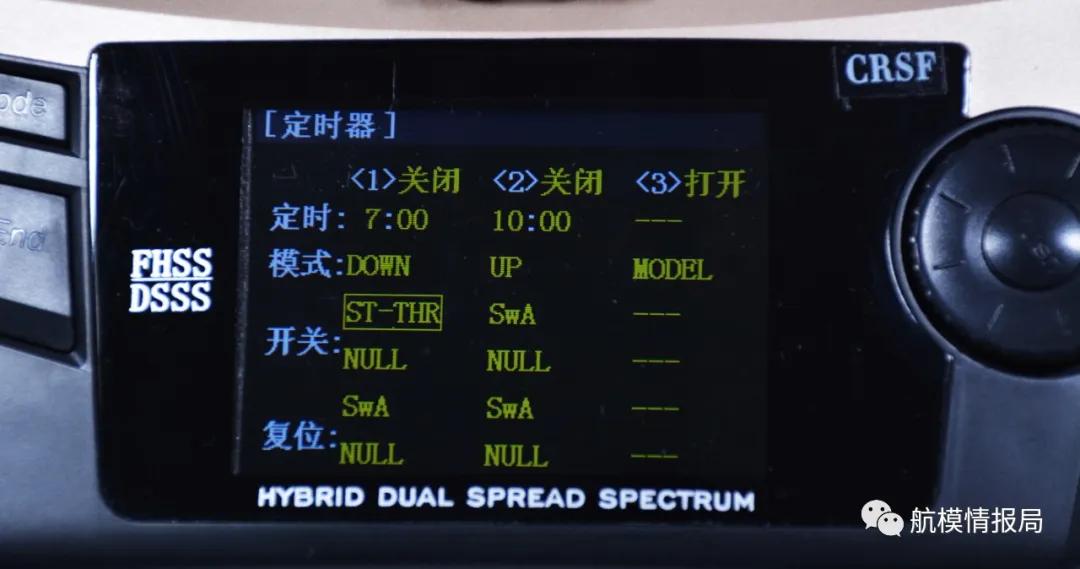 CRSF
[定时器]
<1>关闭 <2>关闭 <3>打开
定时: 7:00 10:00 ---
模式:DOWN UP MODEL
ST-THR SwA ---
开关:
NULL NULL ---
SwA SwA ---
复位:
NULL NULL ---
FHSS
DSSS
End
HYBRID DUAL SPREAD SPECTRUM
航模情报局